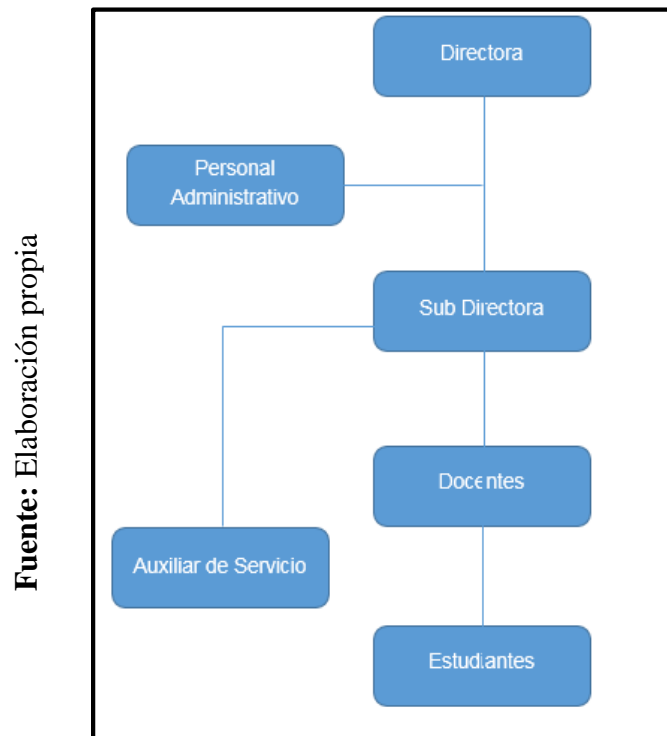 Directora
Personal
Administrativo
Sub Directora
Docentes
Auxiliar de Servicio
Estudiantes
Fuente: Elaboración propia